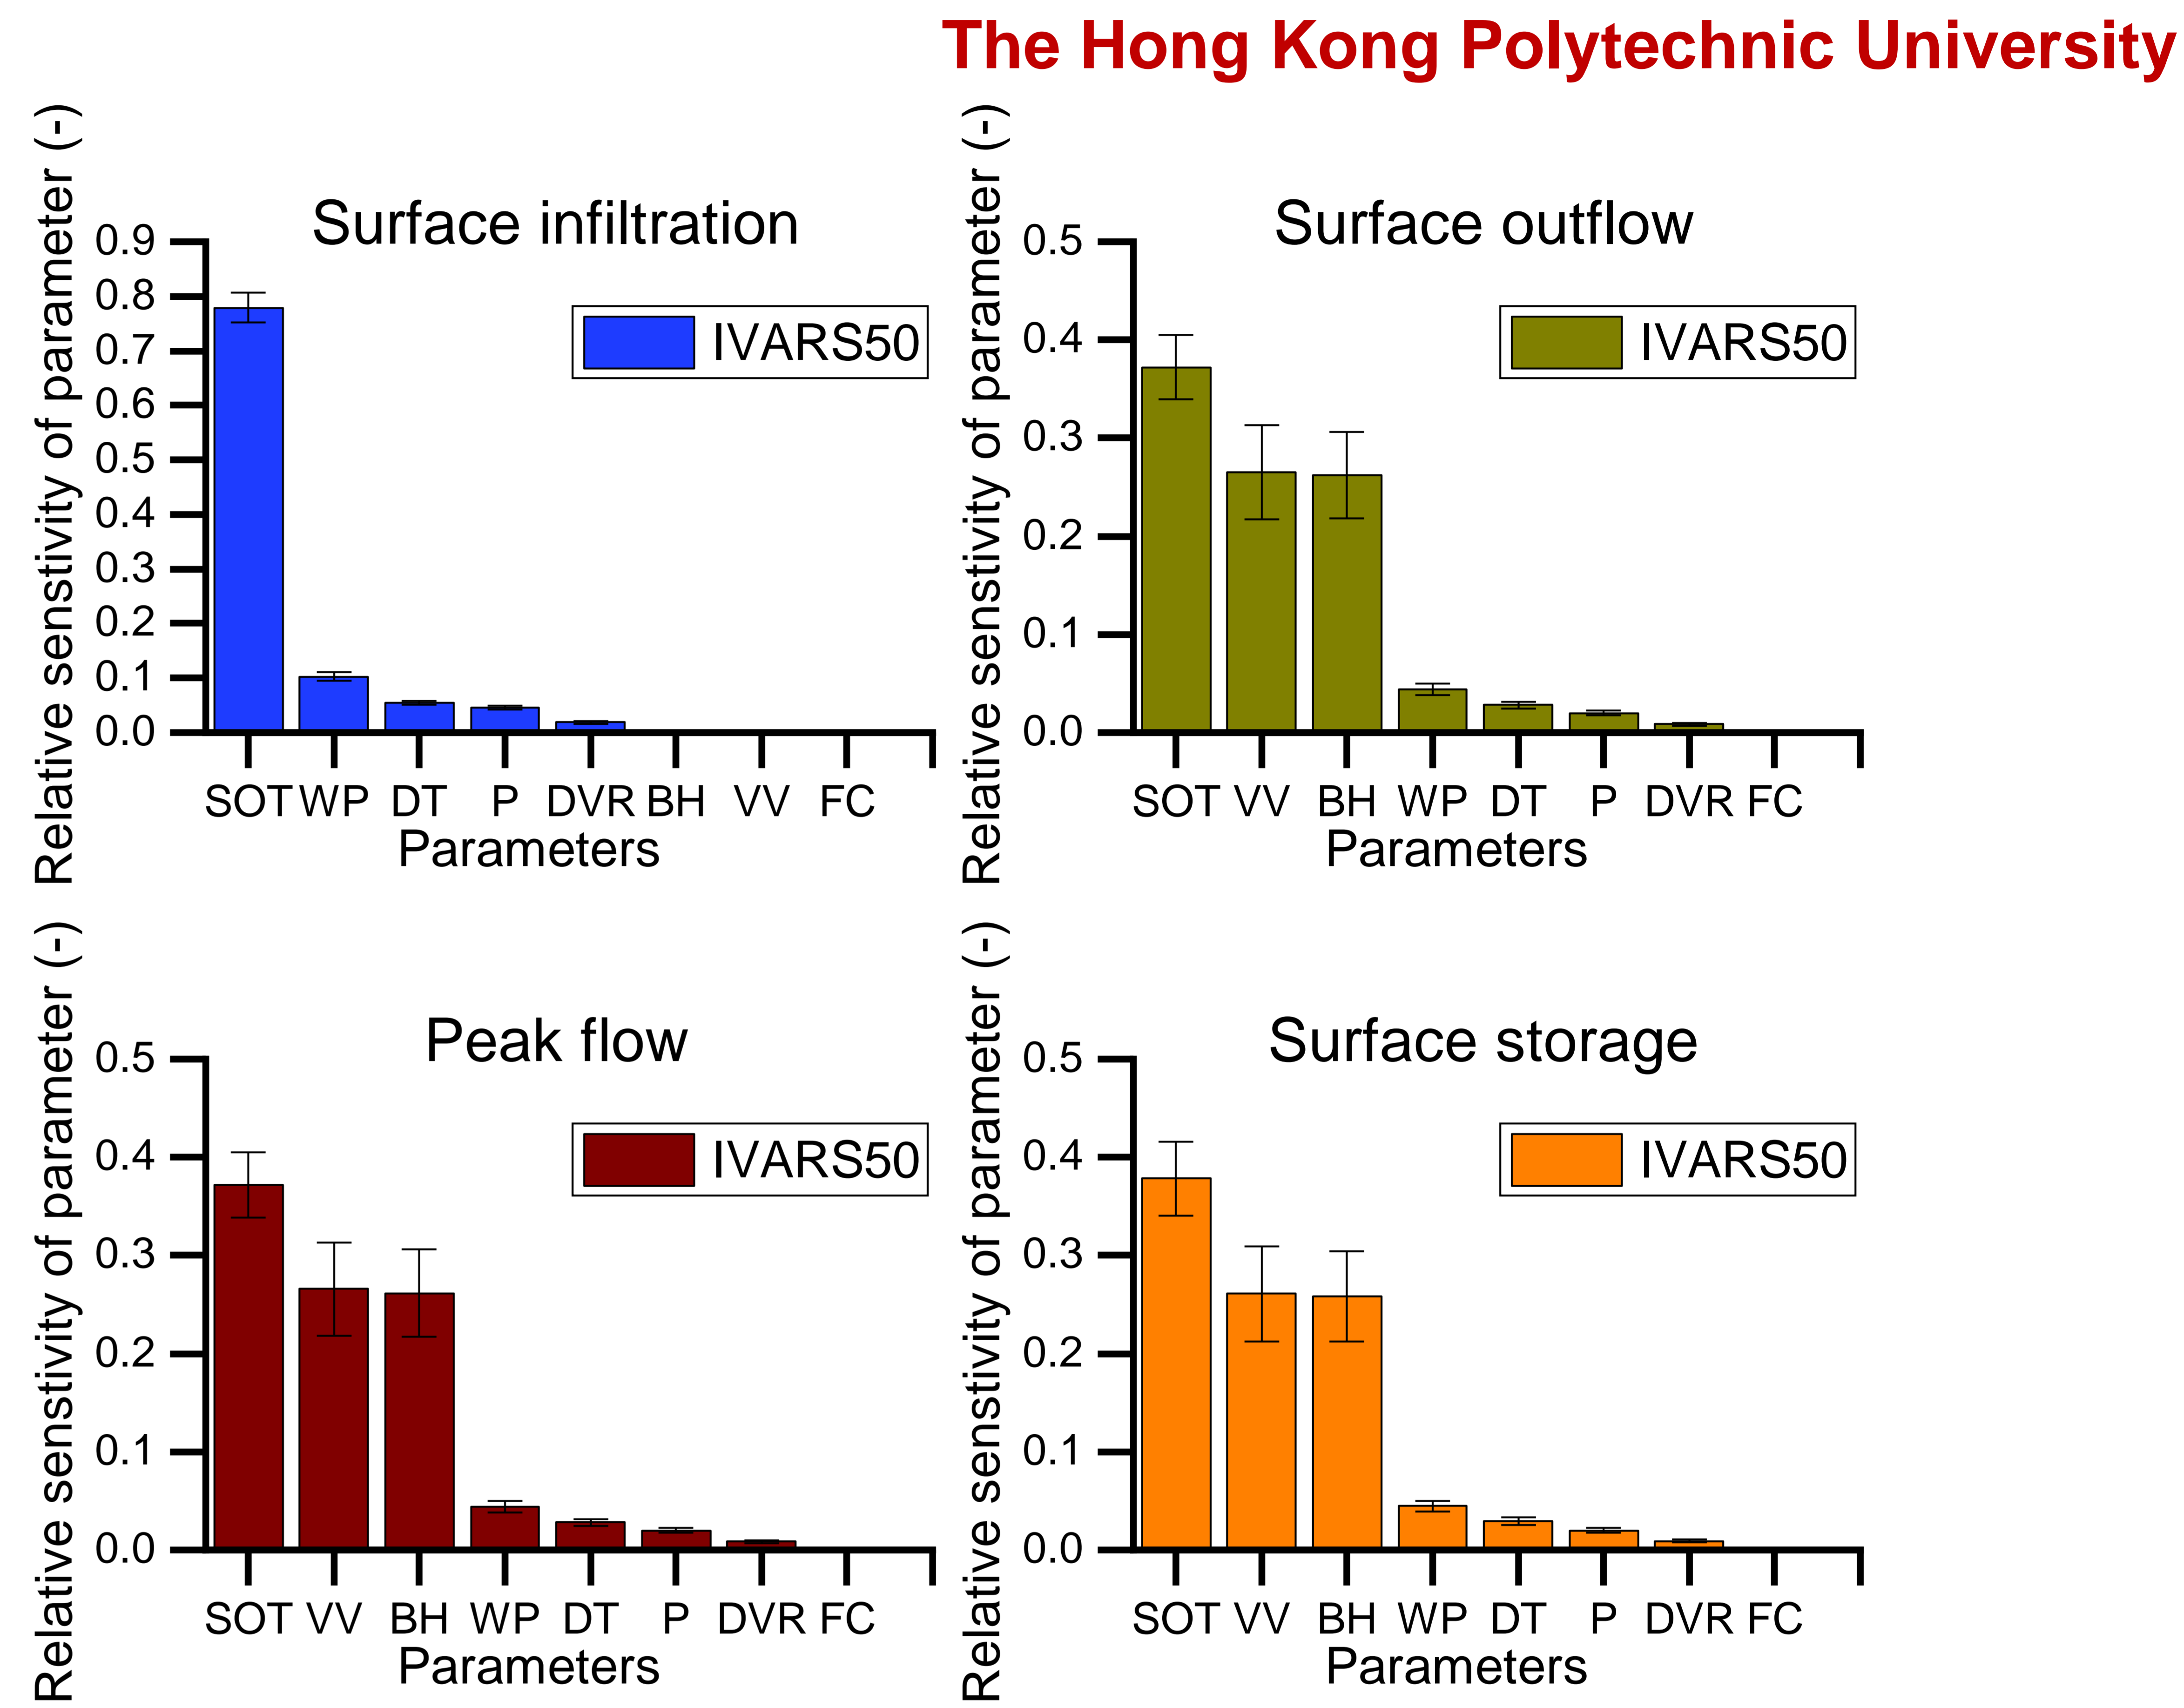 The Hong Kong Polytechnic University
Surface infiltration
Relative senstivity of parameter (-)
0.9
0.8
0.7
0.6
0.5
0.4
0.3
0.2
0.1
0.0
IVARS50
SOT WP DT P DVR BH VV FC
Parameters
Surface outflow
Relative senstivity of parameter (-)
0.5
0.4
0.3
0.2
0.1
0.0
IVARS50
SOT VV BH WP DT P DVR FC
Parameters
Peak flow
Relative senstivity of parameter (-)
0.5
0.4
0.3
0.2
0.1
0.0
IVARS50
SOT VV BH WP DT P DVR FC
Parameters
Surface storage
Relative senstivity of parameter (-)
0.5
0.4
0.3
0.2
0.1
0.0
IVARS50
SOT VV BH WP DT P DVR FC
Parameters